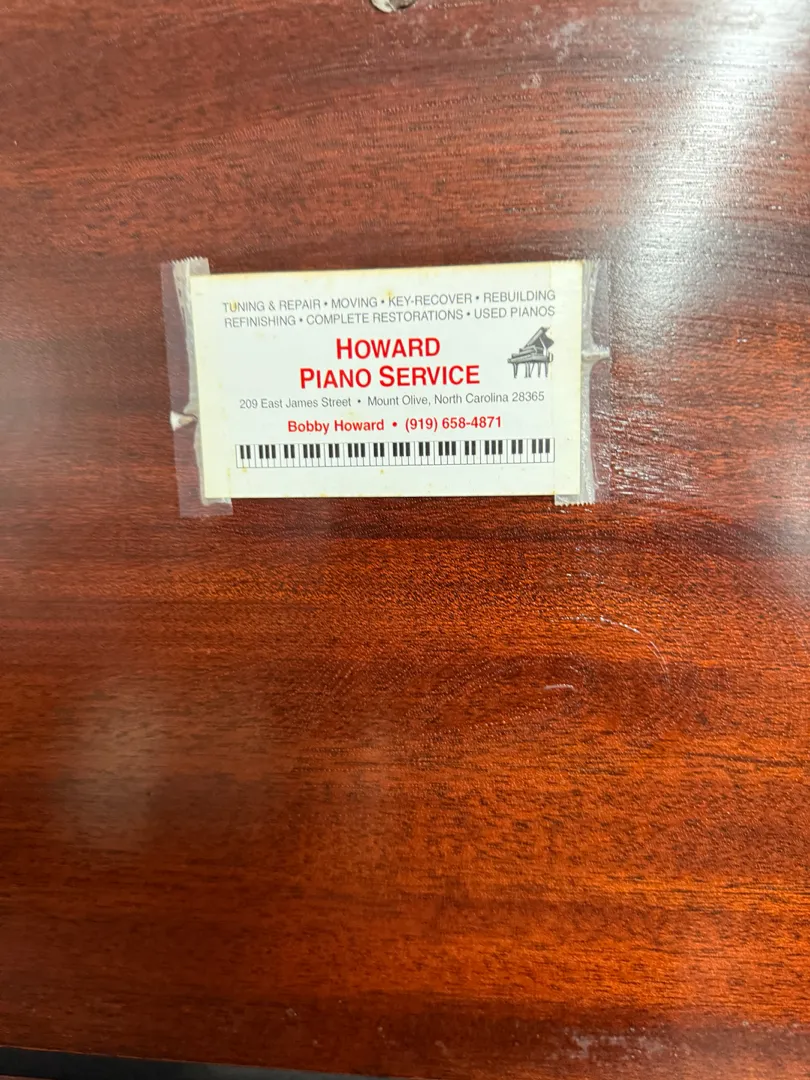 TUNING & REPAIR • MOVING • KEY-RECOVER • REBUILDING
REFINISHING • COMPLETE RESTORATIONS • USED PIANOS
HOWARD
PIANO SERVICE
209 East James Street • Mount Olive, North Carolina 28365
Bobby Howard • (919) 658-4871